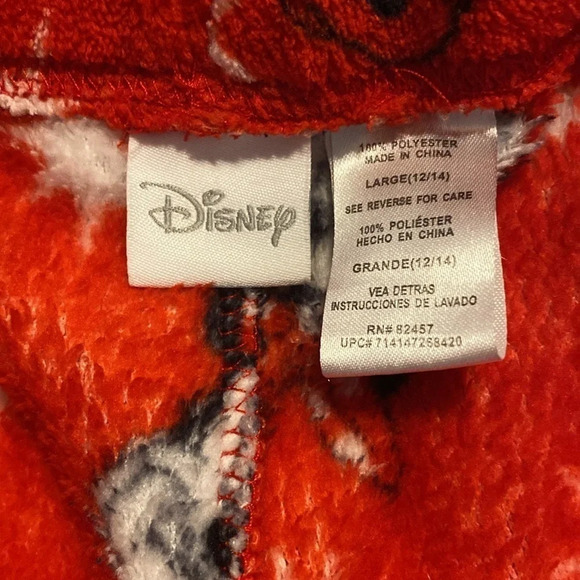 Disney
100% POLYESTER
MADE IN CHINA
LARGE(12/14)
SEE REVERSE FOR CARE
100% POLIÉSTER
HECHO EN CHINA
GRANDE(12/14)
VEA DETRAS
INSTRUCCIONES DE LAVADO
RN# 82457
UPC# 714147268420